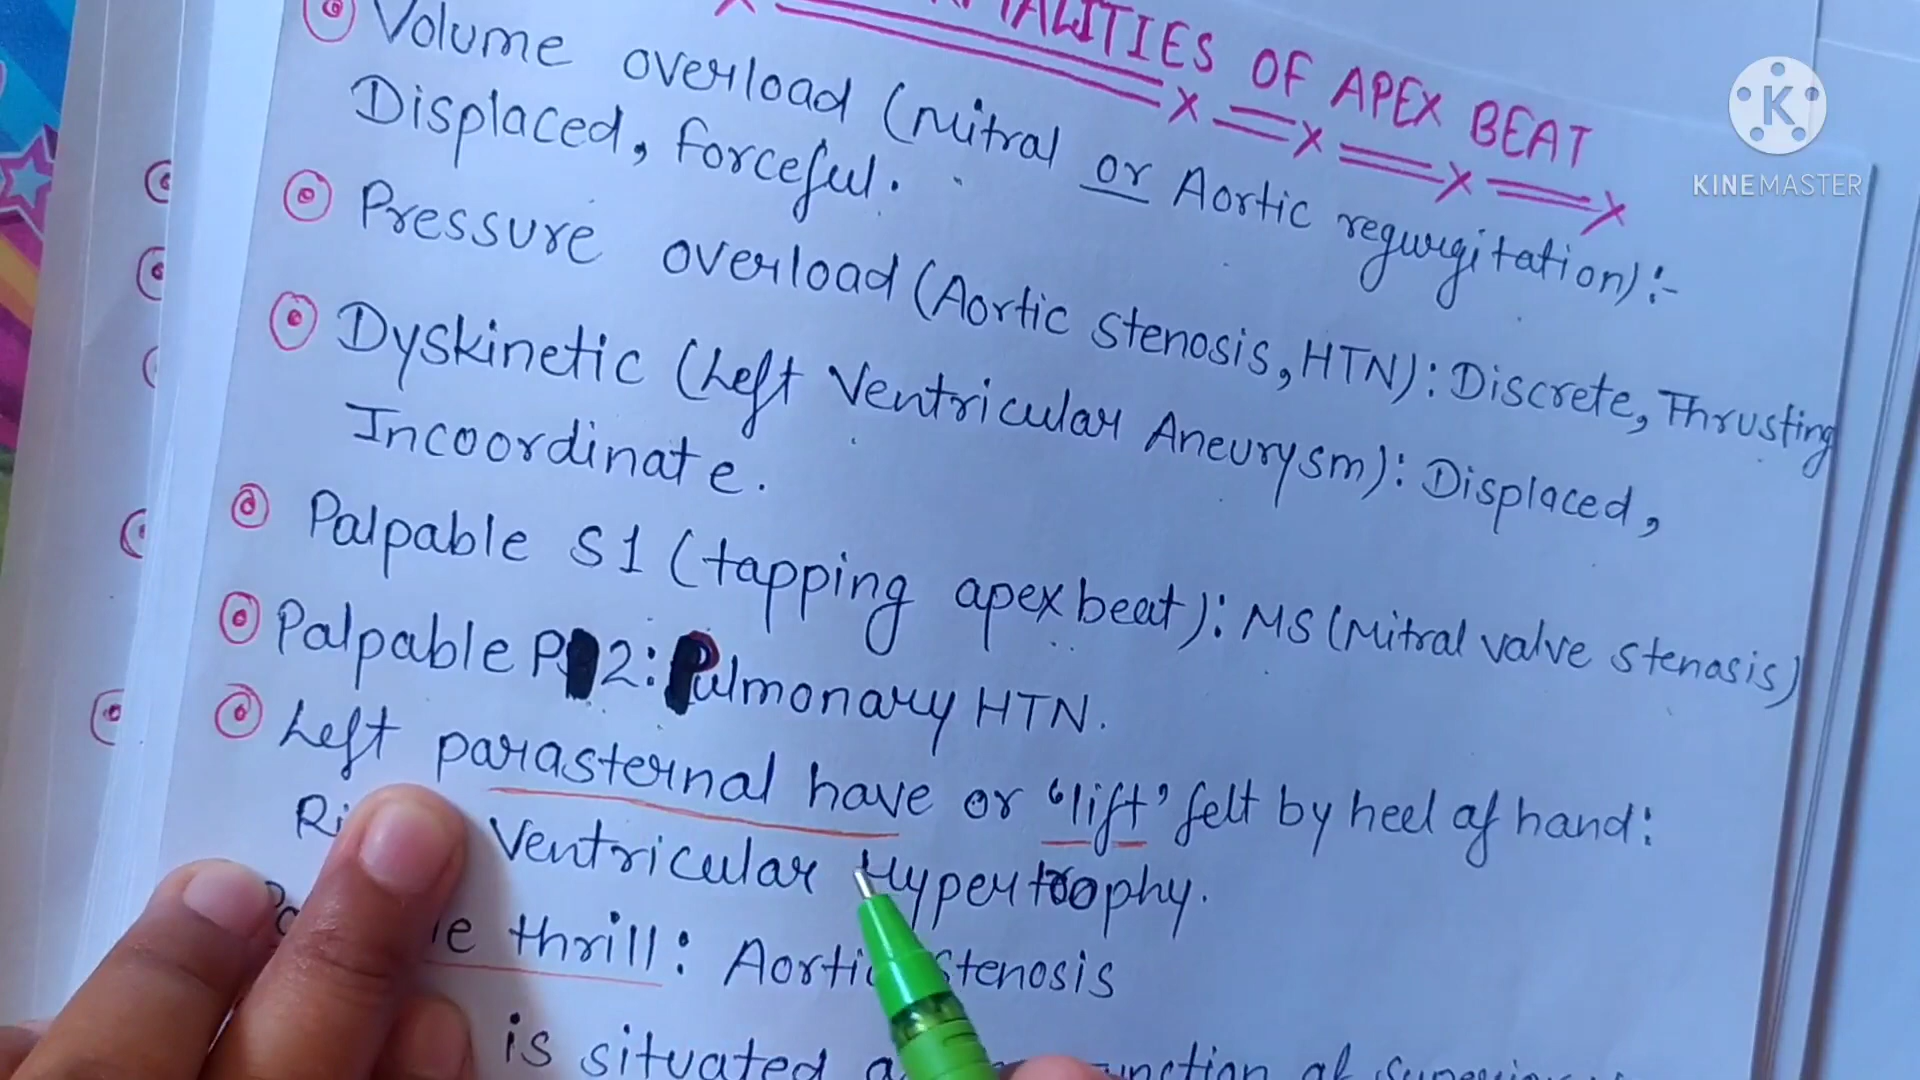 OF APEX BEAT
Volume overload (Mitral or Aortic regurgitation):-
Displaced, forceful.
Pressure overload (Aortic stenosis, HTN): Discrete, Thrusting
Dyskinetic (Left Ventricular Aneurysm): Displaced,
Incoordinate.
Palpable S1 (tapping apex beat): MS (Mitral valve stenosis)
Palpable P2: Pulmonary HTN.
Left parasternal have or 'lift' felt by heel of hand:
Ventricular Hypertrophy.
thrill: Aortic Stenosis
is situated
KINEMASTER